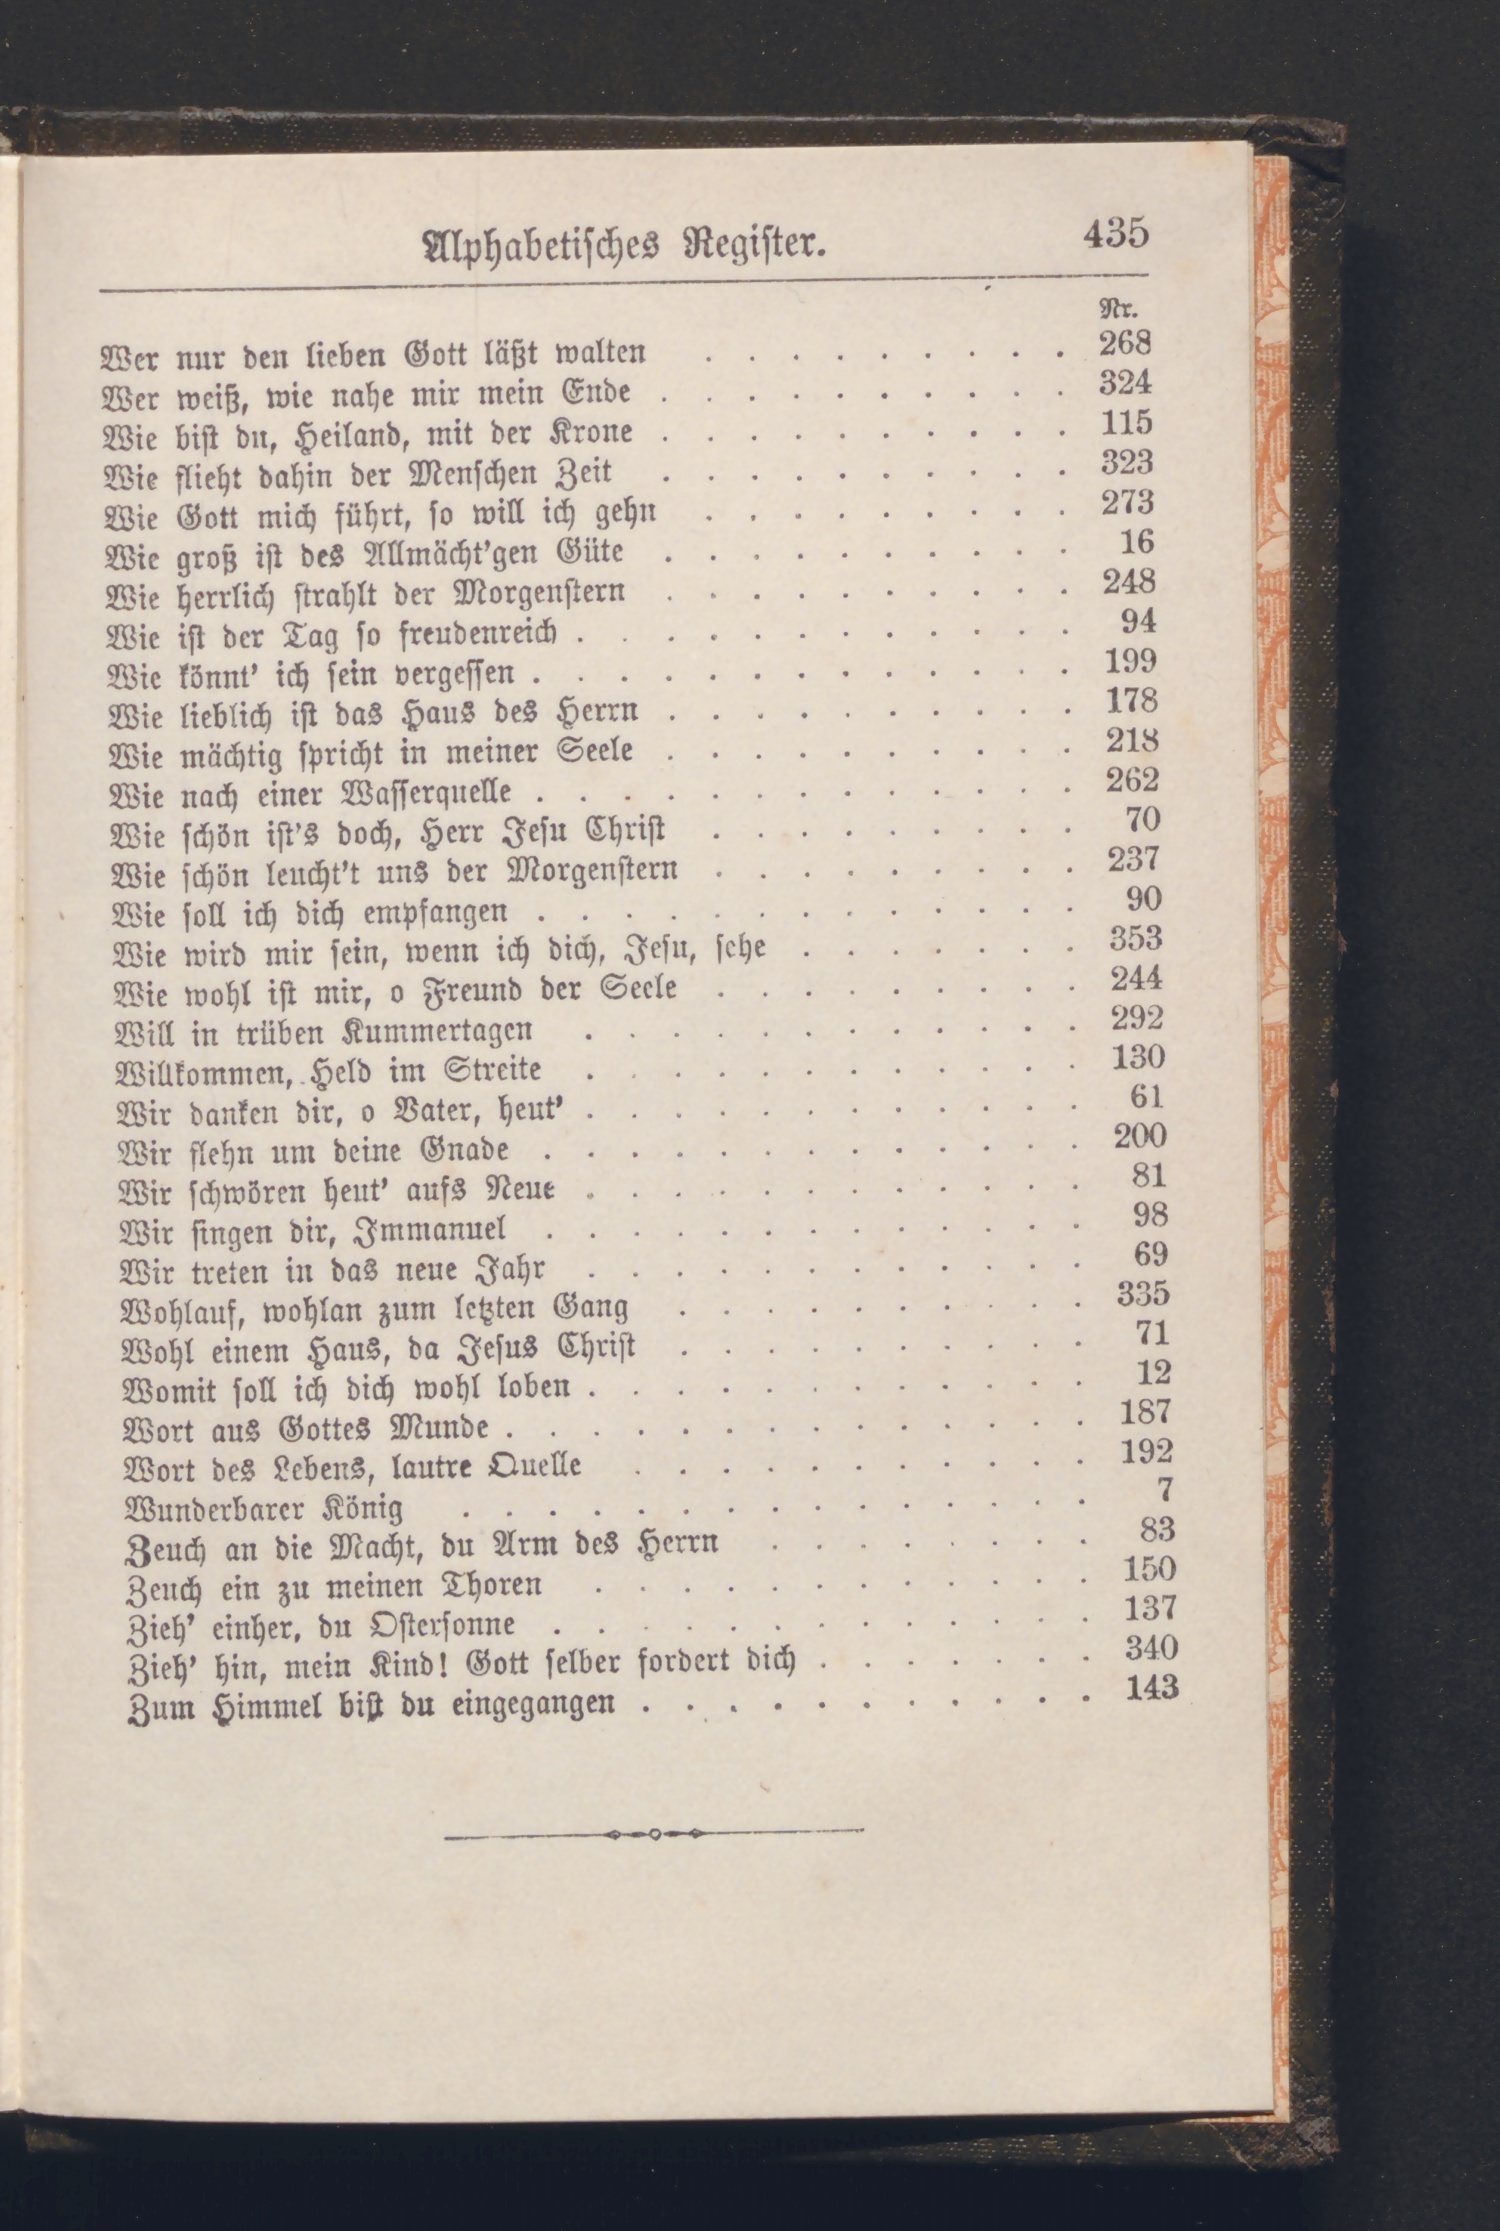 Alphabetisches Register. 435
Nr.
Wer nur den lieben Gott läßt walten . . . . . . . . . 268
Wer weiß, wie nahe mir mein Ende . . . . . . . . . . 324
Wie bist du, Heiland, mit der Krone . . . . . . . . . . 115
Wie flieht dahin der Menschen Zeit . . . . . . . . . . 323
Wie Gott mich führt, so will ich gehn . . . . . . . . . 273
Wie groß ist des Allmächt'gen Güte . . . . . . . . . . 16
Wie herrlich strahlt der Morgenstern . . . . . . . . . . 248
Wie ist der Tag so freudenreich . . . . . . . . . . . . 94
Wie könnt' ich sein vergessen . . . . . . . . . . . . . 199
Wie lieblich ist das Haus des Herrn . . . . . . . . . . 178
Wie mächtig spricht in meiner Seele . . . . . . . . . . 218
Wie nach einer Wasserquelle . . . . . . . . . . . . . 262
Wie schön ist's doch, Herr Jesu Christ . . . . . . . . . 70
Wie schön leucht't uns der Morgenstern . . . . . . . . . 237
Wie soll ich dich empfangen . . . . . . . . . . . . . 90
Wie wird mir sein, wenn ich dich, Jesu, sehe . . . . . . . 353
Wie wohl ist mir, o Freund der Seele . . . . . . . . . 244
Will in trüben Kummertagen . . . . . . . . . . . . 292
Willkommen, Held im Streite . . . . . . . . . . . . 130
Wir danken dir, o Vater, heut' . . . . . . . . . . . . 61
Wir flehn um deine Gnade . . . . . . . . . . . . . 200
Wir schwören heut' aufs Neue . . . . . . . . . . . . 81
Wir singen dir, Immanuel . . . . . . . . . . . . . 98
Wir treten in das neue Jahr . . . . . . . . . . . . 69
Wohlauf, wohlan zum letzten Gang . . . . . . . . . . 335
Wohl einem Haus, da Jesus Christ . . . . . . . . . . 71
Womit soll ich dich wohl loben . . . . . . . . . . . . 12
Wort aus Gottes Munde . . . . . . . . . . . . . . 187
Wort des Lebens, lautre Quelle . . . . . . . . . . . 192
Wunderbarer König . . . . . . . . . . . . . . . 7
Zeuch an die Macht, du Arm des Herrn . . . . . . . . 83
Zeuch ein zu meinen Thoren . . . . . . . . . . . . 150
Zieh' einher, du Ostersonne . . . . . . . . . . . . . 137
Zieh' hin, mein Kind! Gott selber fordert dich . . . . . . . 340
Zum Himmel bist du eingegangen . . . . . . . . . . . 143